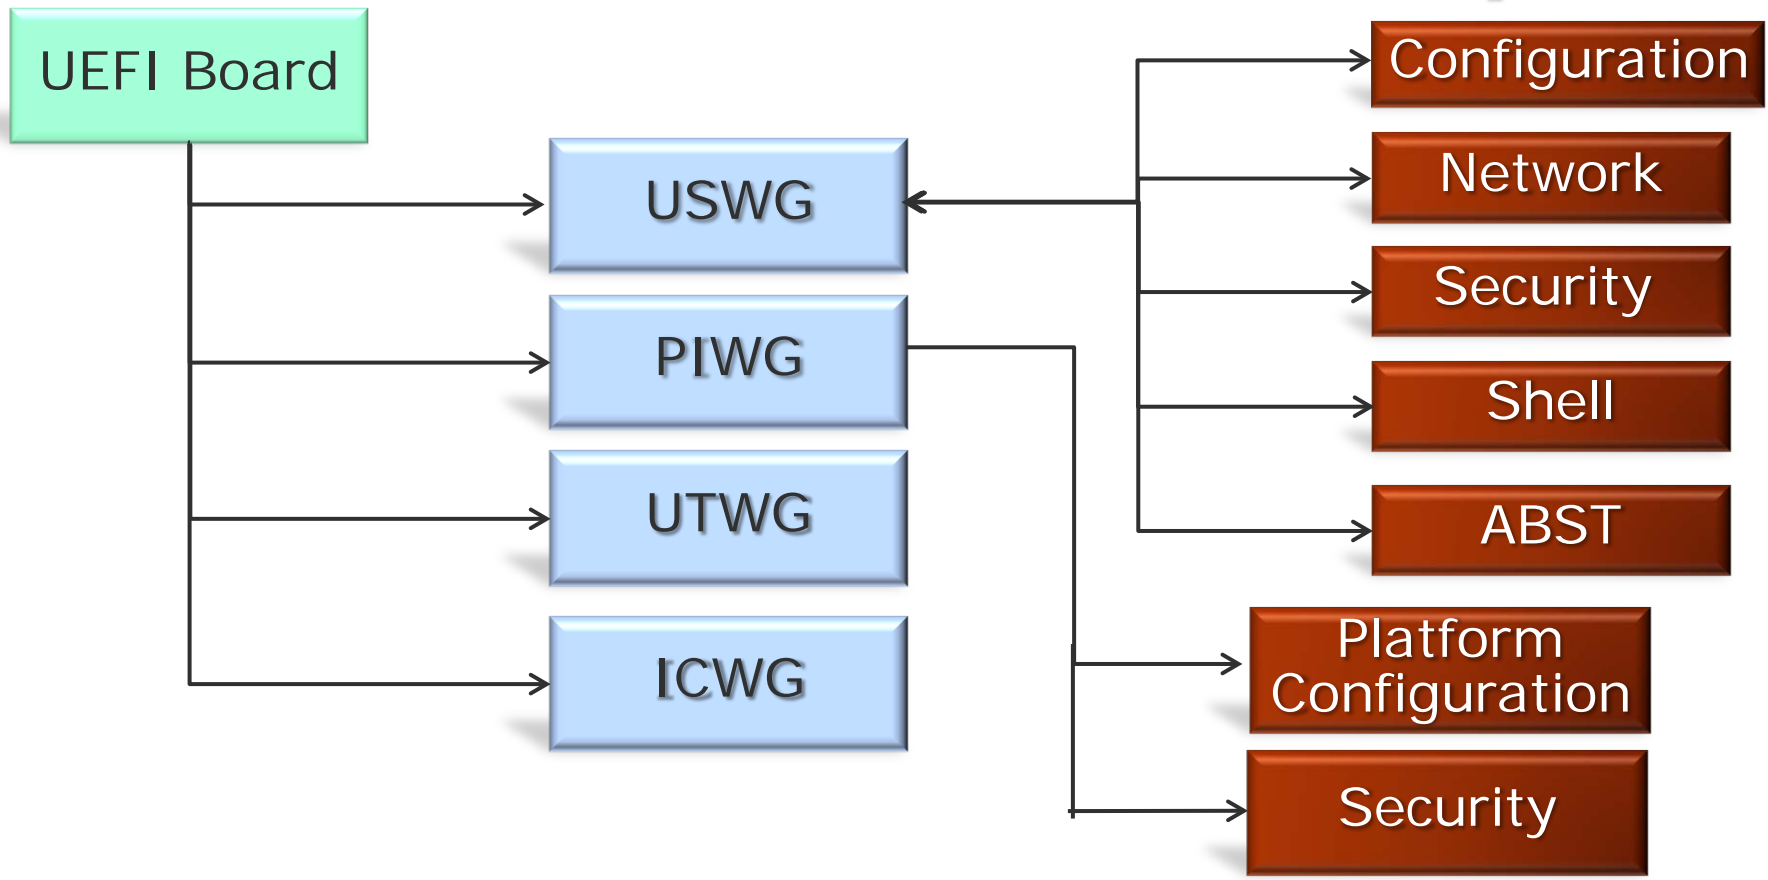 UEFI Board
USWG
PIWG
UTWG
ICWG
Configuration
Network
Security
Shell
ABST
Platform
Configuration
Security